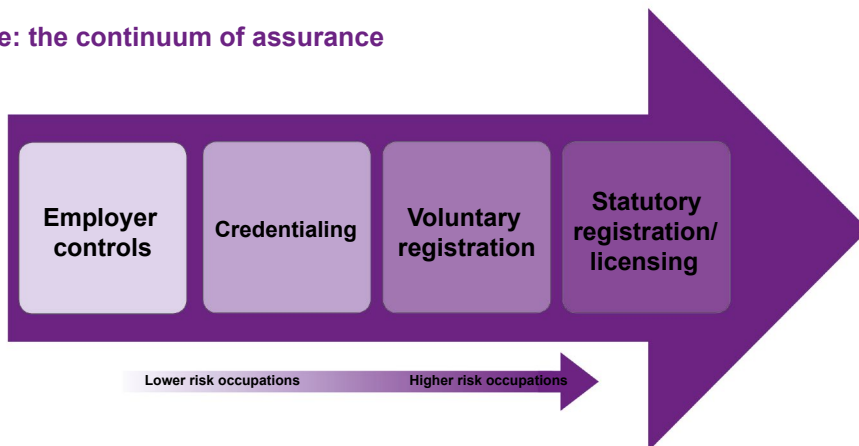 e: the continuum of assurance
Employer
controls
Credentialing
Voluntary
registration
Statutory
registration/
licensing
Lower risk occupations
Higher risk occupations